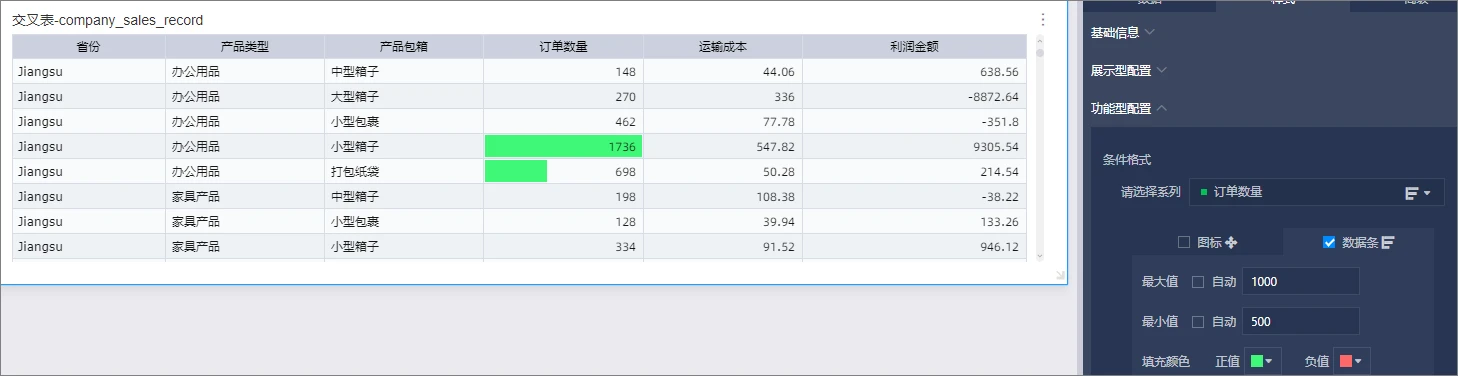 交叉表-company_sales_record
省份 产品类型 产品包箱 订单数量 运输成本 利润金额
Jiangsu 办公用品 中型箱子 148 44.06 638.56
Jiangsu 办公用品 大型箱子 270 336 -8872.64
Jiangsu 办公用品 小型包裹 462 77.78 -351.8
Jiangsu 办公用品 小型箱子 1736 547.82 9305.54
Jiangsu 办公用品 打包纸袋 698 50.28 214.54
Jiangsu 家具产品 中型箱子 198 108.38 -38.22
Jiangsu 家具产品 小型包裹 128 39.94 133.26
Jiangsu 家具产品 小型箱子 334 91.52 946.12
基础信息
展示型配置
功能型配置
条件格式
请选择系列 订单数量
图标 数据条
最大值 自动 1000
最小值 自动 500
填充颜色 正值 负值